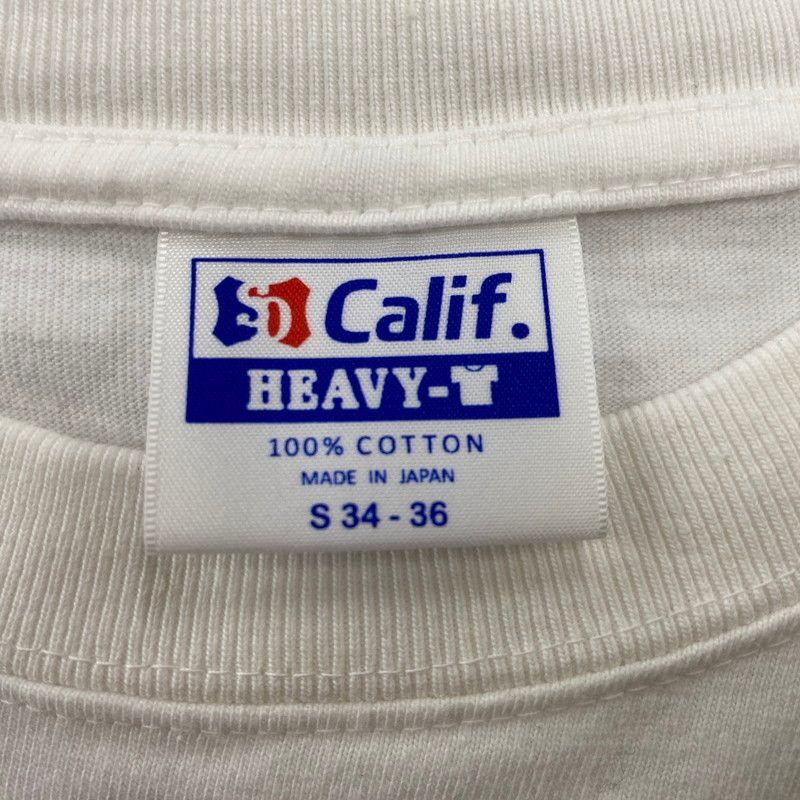 SD Calif.
HEAVY-
100% COTTON
MADE IN JAPAN
S 34 - 36